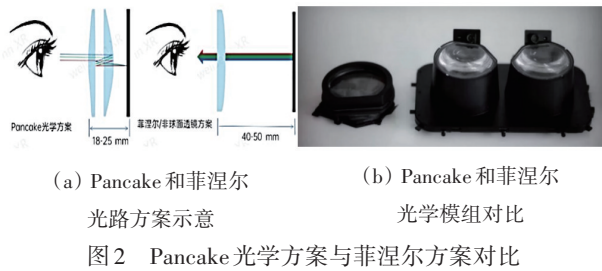 Pancake光学方案
18-25 mm
菲涅尔/非球面透镜方案
40-50 mm
(a) Pancake和菲涅尔
光路方案示意
(b) Pancake和菲涅尔
光学模组对比
图2 Pancake光学方案与菲涅尔方案对比